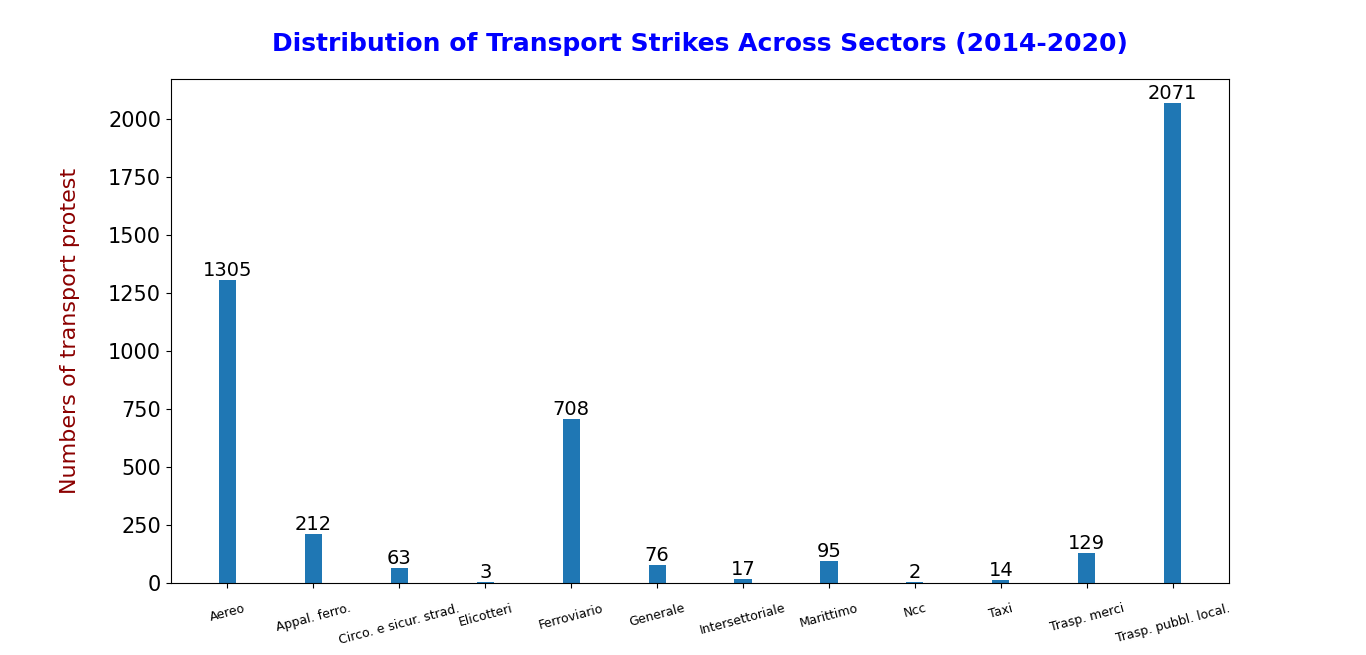 Distribution of Transport Strikes Across Sectors (2014-2020)
Numbers of transport protest
2000
1750
1500
1250
1000
750
500
250
0
1305
212
63
3
708
76
17
95
2
14
129
2071
Aereo
Appal. ferro.
Circo. e sicur. strad.
Elicotteri
Ferroviario
Generale
Intersettoriale
Marittimo
Ncc
Taxi
Trasp. merci
Trasp. pubbl. local.